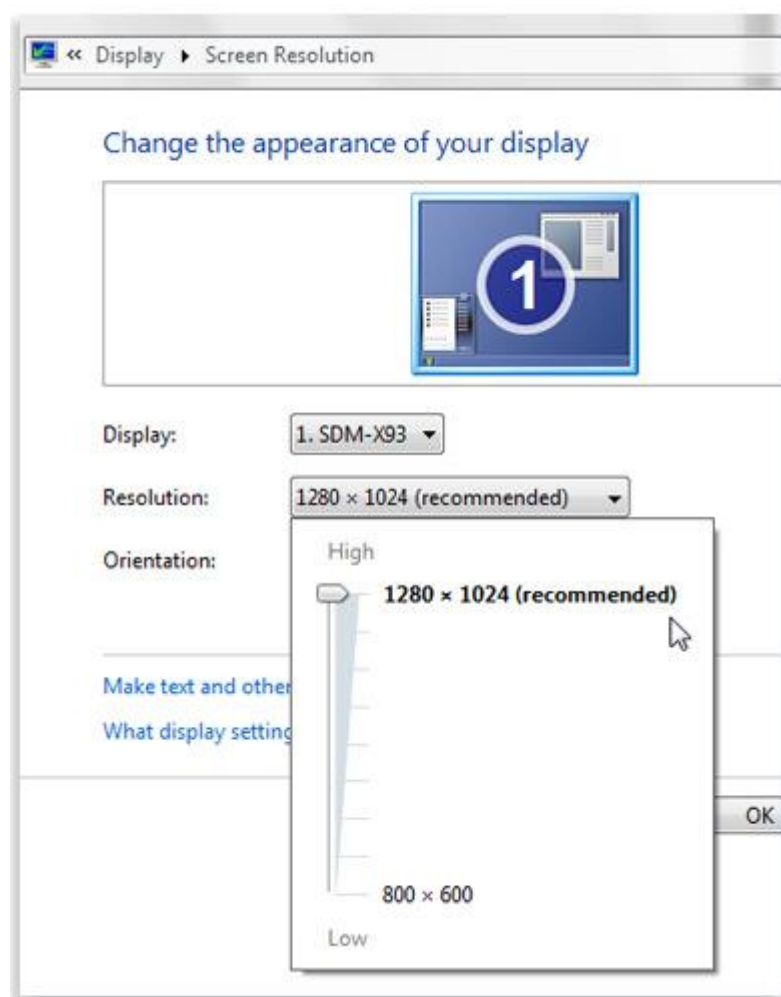 « Display ▸ Screen Resolution
Change the appearance of your display
1
Display: 1. SDM-X93
Resolution: 1280 × 1024 (recommended)
Orientation:
High
1280 × 1024 (recommended)
Make text and other
What display setting
OK
800 × 600
Low